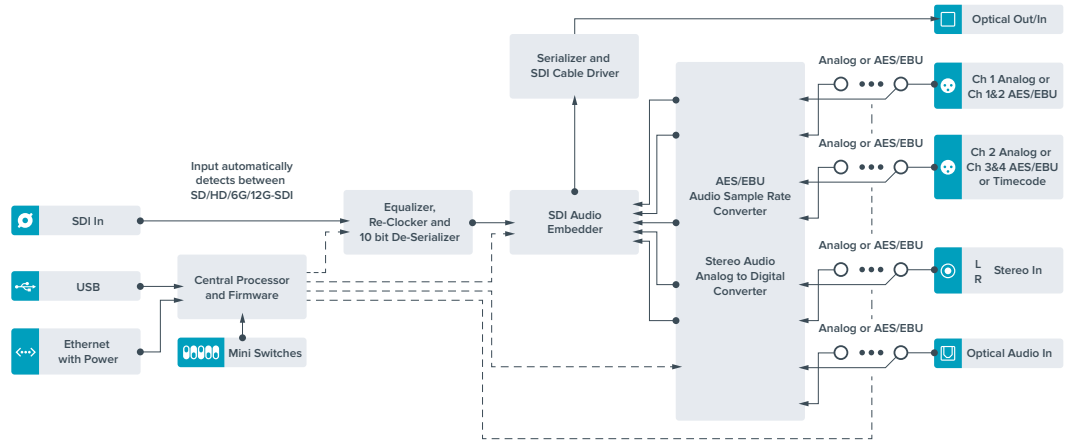 Optical Out/In
Serializer and
SDI Cable Driver
Analog or AES/EBU
Ch 1 Analog or
Ch 1&2 AES/EBU
Analog or AES/EBU
Ch 2 Analog or
Ch 3&4 AES/EBU
or Timecode
Input automatically
detects between
SD/HD/6G/12G-SDI
AES/EBU
Audio Sample Rate
Converter
SDI In
Equalizer,
Re-Clocker and
10 bit De-Serializer
SDI Audio
Embedder
Analog or AES/EBU
Stereo Audio
Analog to Digital
Converter
L
R
Stereo In
USB
Central Processor
and Firmware
Analog or AES/EBU
Ethernet
with Power
Mini Switches
Optical Audio In